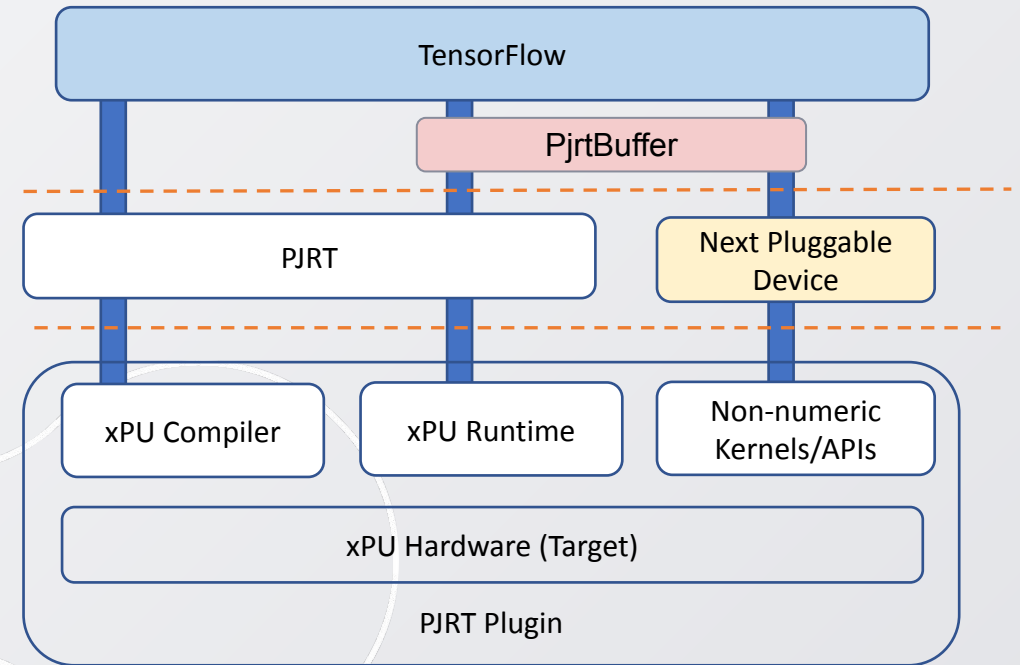 TensorFlow
PjrtBuffer
PJRT
Next Pluggable
Device
xPU Compiler
xPU Runtime
Non-numeric
Kernels/APIs
xPU Hardware (Target)
PJRT Plugin